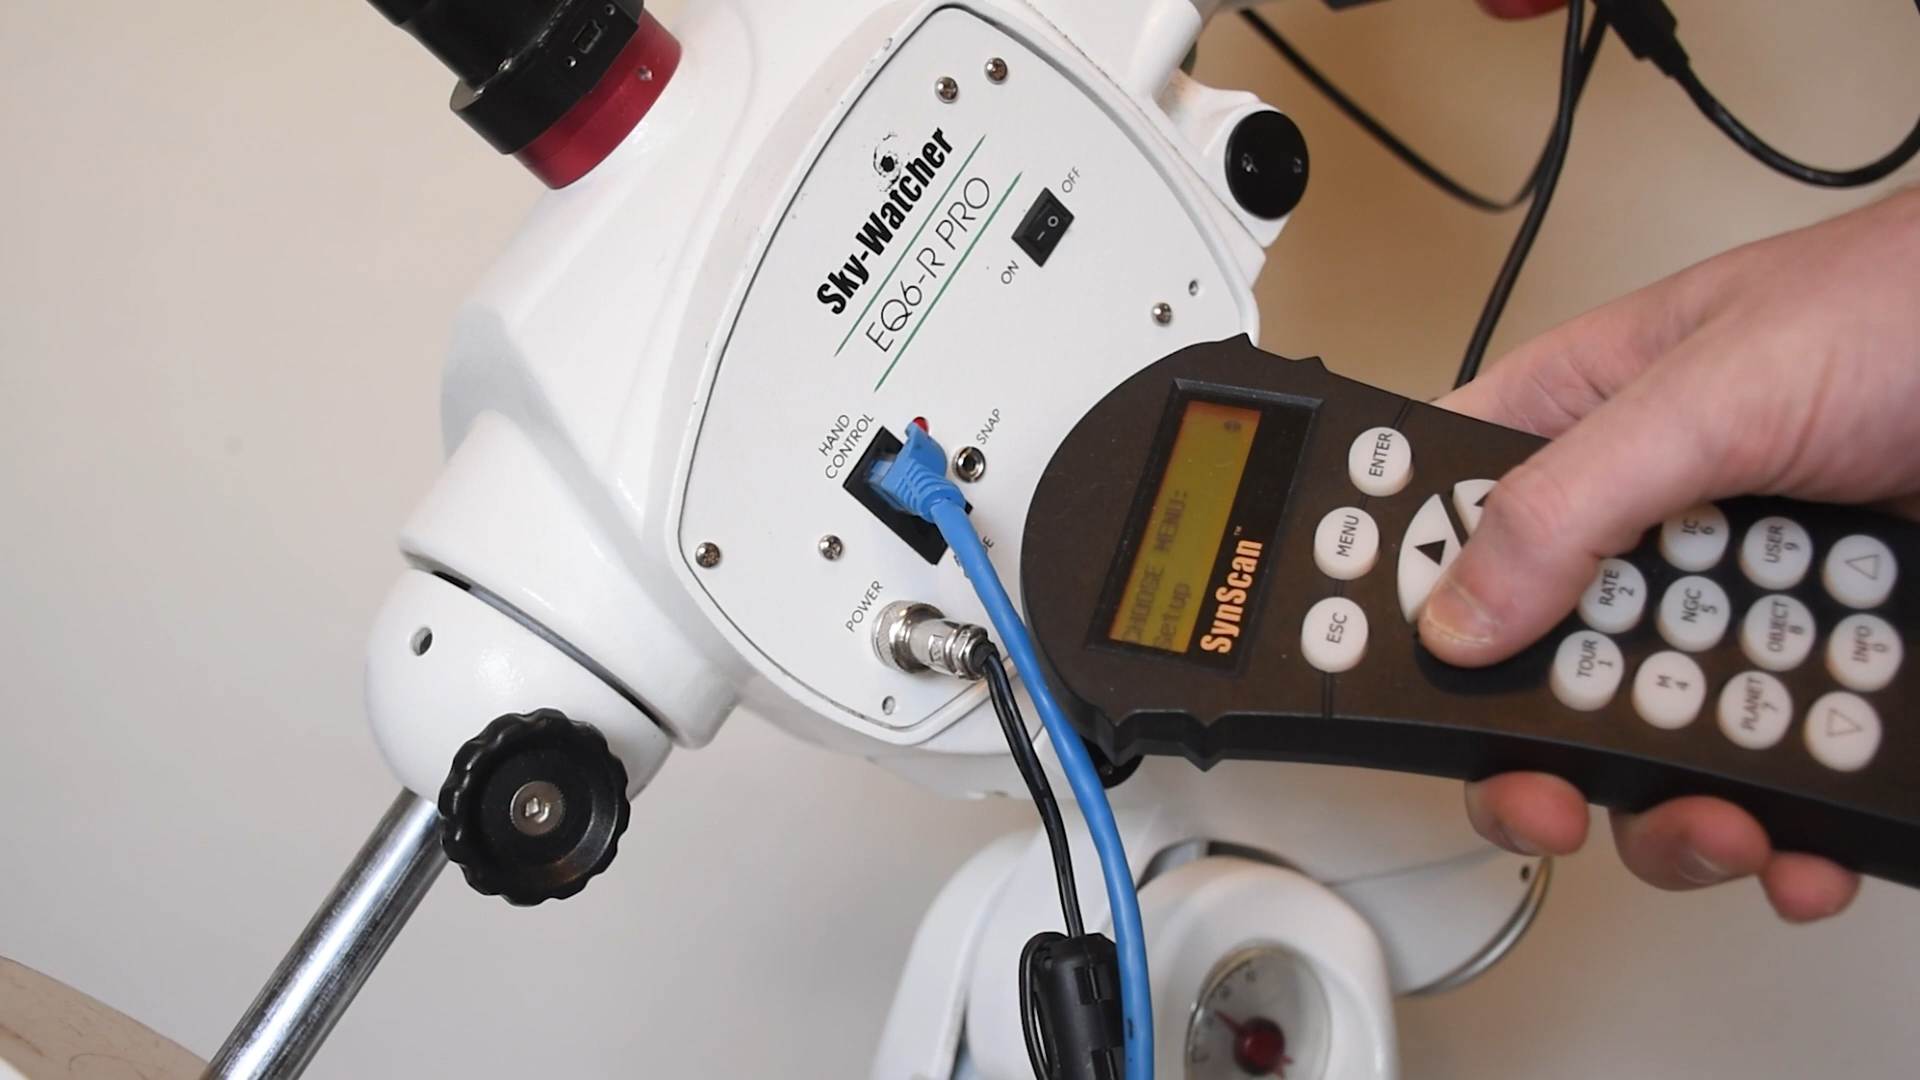 Sky-Watcher
EQ6-R PRO
OFF
ON
HAND
CONTROL
SNAP
POWER
CHOOSE MENU:
Setup
SynScan™
ENTER
MENU
ESC
TOUR
1
RATE
2
M
4
NGC
5
IC
6
PLANET
7
OBJECT
8
USER
9
INFO
0